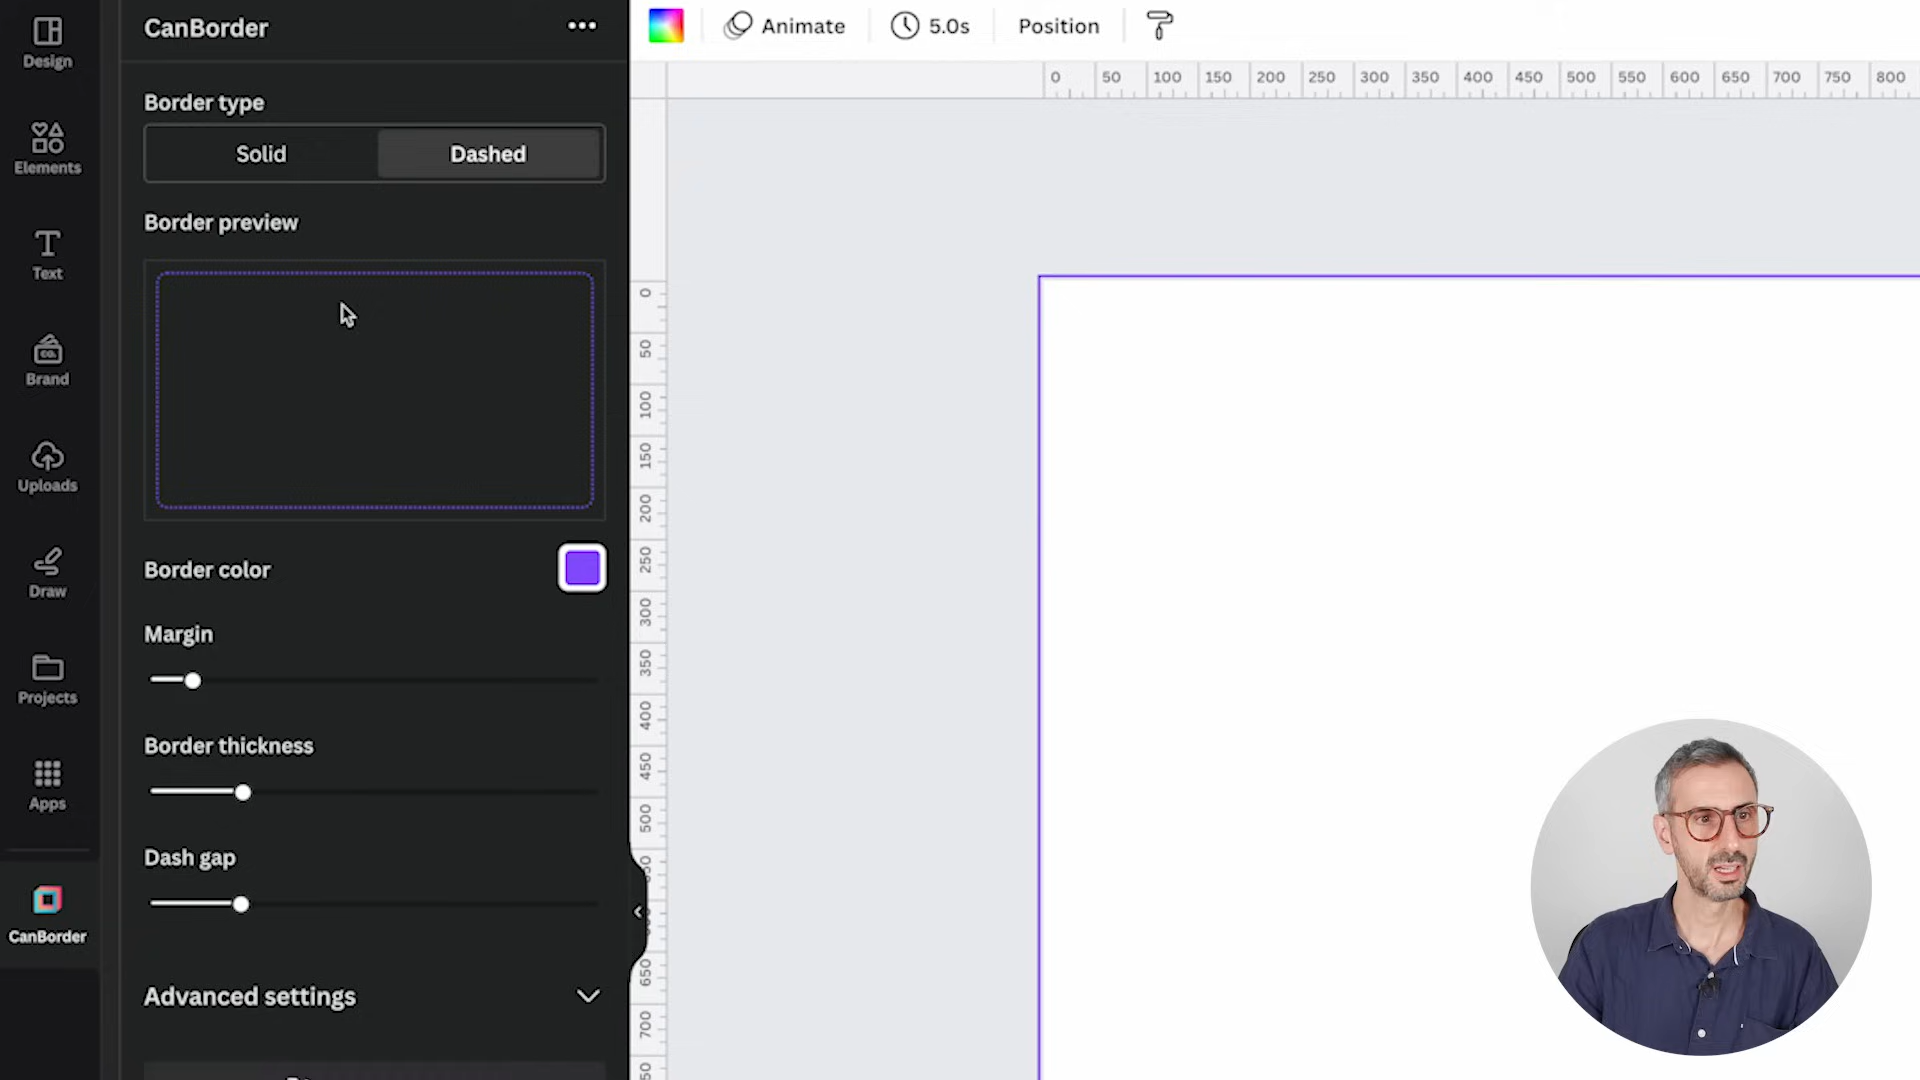 Design
Elements
Text
Brand
Uploads
Draw
Projects
Apps
CanBorder
CanBorder
Border type
Solid Dashed
Border preview
Border color
Margin
Border thickness
Dash gap
Advanced settings
Animate 5.0s Position
0 50 100 150 200 250 300 350 400 450 500 550 600 650 700 750 800
0
50
100
150
200
250
300
350
400
450
500
650
700